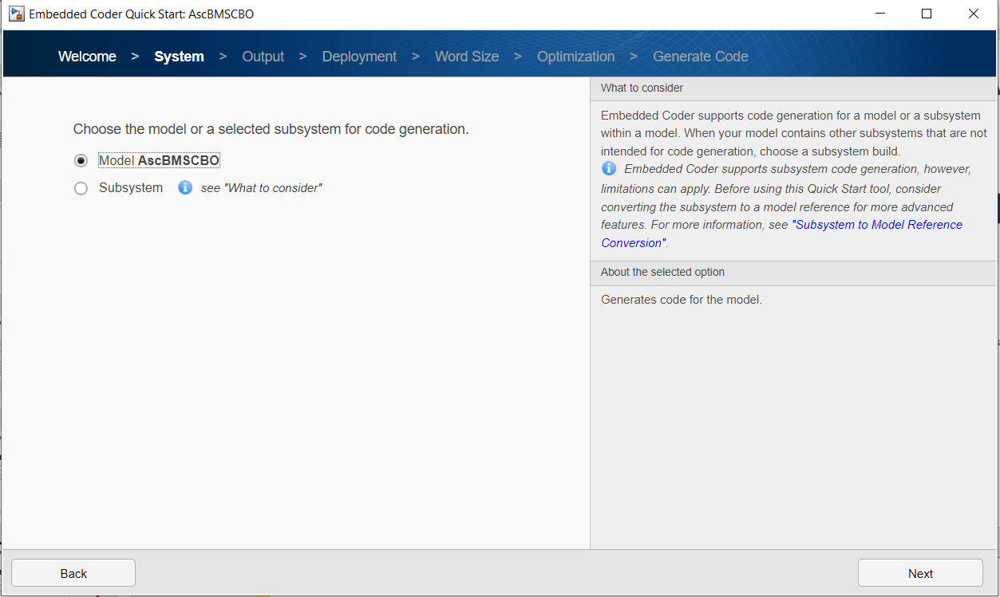 Embedded Coder Quick Start: AscBMSCBO
Welcome > System > Output > Deployment > Word Size > Optimization > Generate Code
Choose the model or a selected subsystem for code generation.
Model AscBMSCBO
Subsystem see "What to consider"
What to consider
Embedded Coder supports code generation for a model or a subsystem
within a model. When your model contains other subsystems that are not
intended for code generation, choose a subsystem build.
Embedded Coder supports subsystem code generation, however,
limitations can apply. Before using this Quick Start tool, consider
converting the subsystem to a model reference for more advanced
features. For more information, see "Subsystem to Model Reference
Conversion".
About the selected option
Generates code for the model.
Back
Next